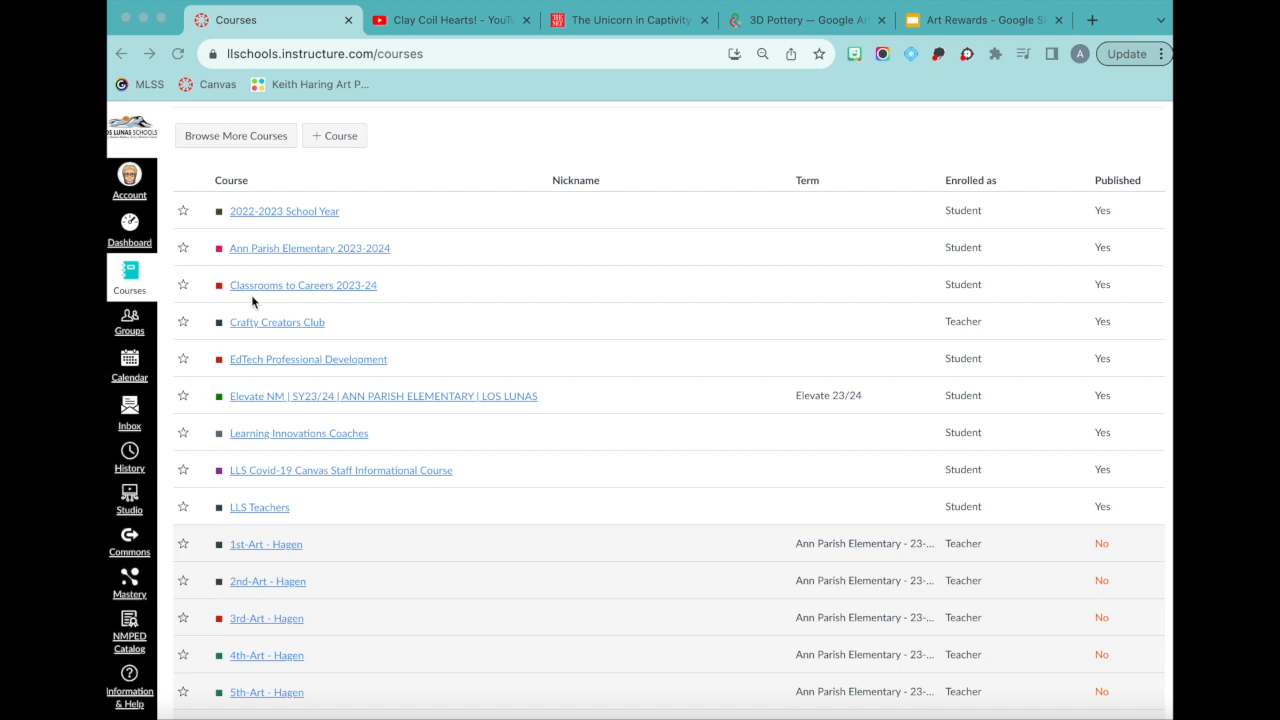 Courses
Clay Coil Hearts! - YouT
The Unicorn in Captivity
3D Pottery — Google Ar
Art Rewards - Google S
llschools.instructure.com/courses
A
Update
MLSS
Canvas
Keith Haring Art P...
OS LUNAS SCHOOLS
Browse More Courses
+ Course
Course Nickname Term Enrolled as Published
2022-2023 School Year Student Yes
Ann Parish Elementary 2023-2024 Student Yes
Classrooms to Careers 2023-24 Student Yes
Crafty Creators Club Teacher Yes
EdTech Professional Development Student Yes
Elevate NM | SY23/24 | ANN PARISH ELEMENTARY | LOS LUNAS Elevate 23/24 Student Yes
Learning Innovations Coaches Student Yes
LLS Covid-19 Canvas Staff Informational Course Student Yes
LLS Teachers Student Yes
1st-Art - Hagen Ann Parish Elementary - 23-... Teacher No
2nd-Art - Hagen Ann Parish Elementary - 23-... Teacher No
3rd-Art - Hagen Ann Parish Elementary - 23-... Teacher No
4th-Art - Hagen Ann Parish Elementary - 23-... Teacher No
5th-Art - Hagen Ann Parish Elementary - 23-... Teacher No
Account
Dashboard
Courses
Groups
Calendar
Inbox
History
Studio
Commons
Mastery
NMPED
Catalog
Information
& Help